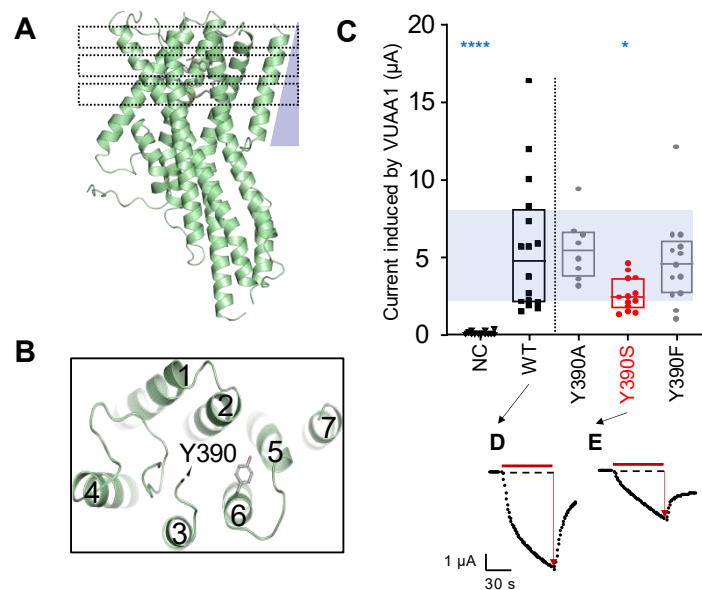 A
B
1
2
7
Y390
5
4
6
3
C
Current induced by VUAA1 (µA)
20
15
10
5
0
****
*
NC
WT
Y390A
Y390S
Y390F
D
E
1 µA
30 s